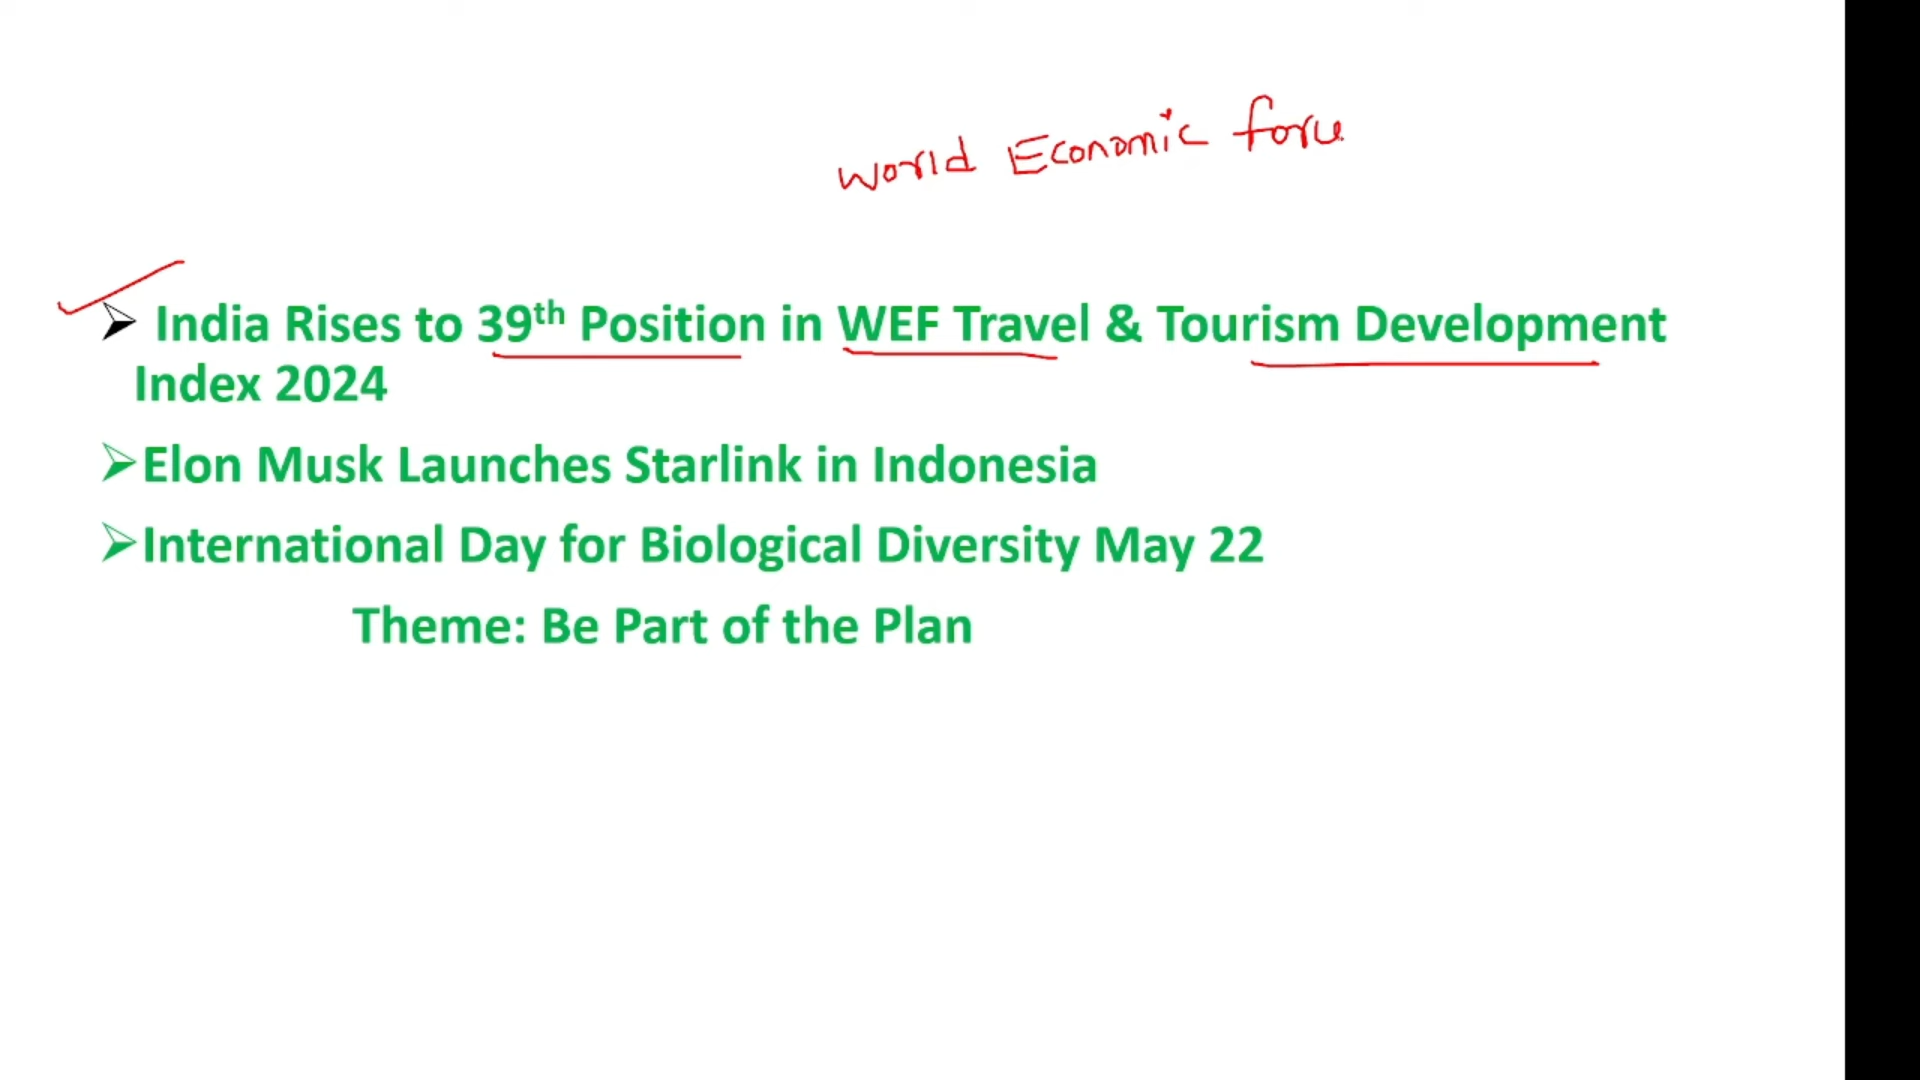 World Economic foru
➢ India Rises to 39th Position in WEF Travel & Tourism Development
Index 2024
➢Elon Musk Launches Starlink in Indonesia
➢International Day for Biological Diversity May 22
Theme: Be Part of the Plan